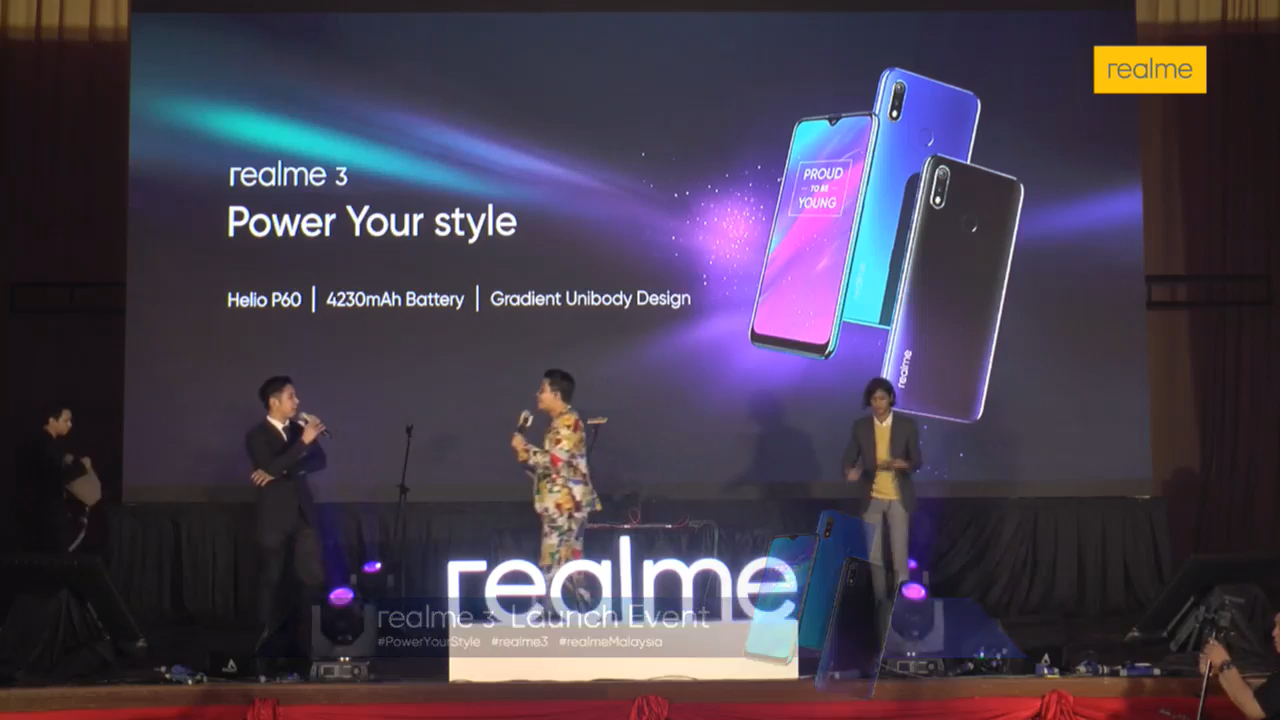 realme
realme 3
Power Your style
Helio P60 | 4230mAh Battery | Gradient Unibody Design
PROUD
TO BE
YOUNG
realme
realme
realme 3 Launch Event
#PowerYourStyle #realme3 #realmeMalaysia